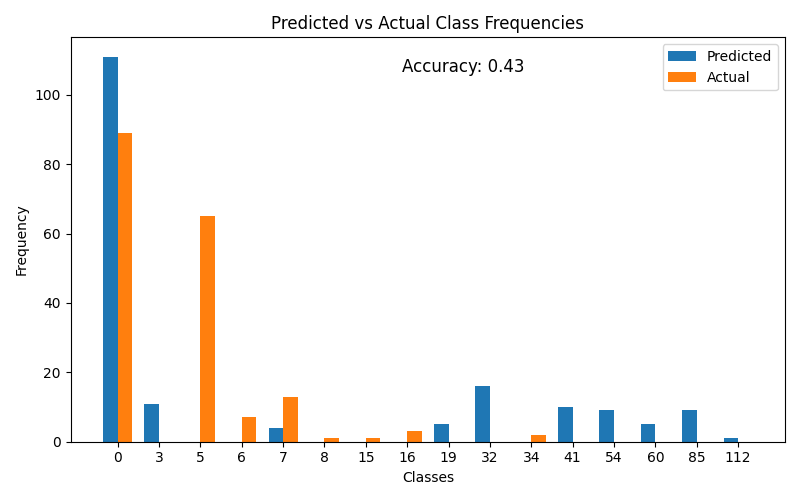 Predicted vs Actual Class Frequencies
Accuracy: 0.43
Predicted
Actual
Frequency
100
80
60
40
20
0
0 3 5 6 7 8 15 16 19 32 34 41 54 60 85 112
Classes